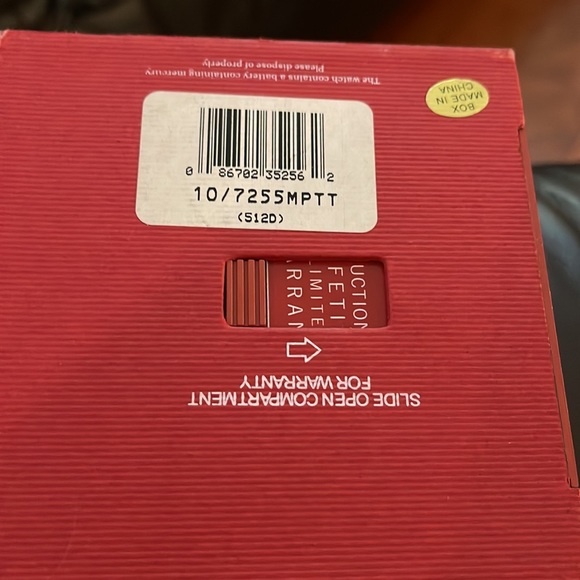 The watch contains a battery containing mercury
Please dispose of properly
BOX
MADE IN
CHINA
0 86702 35256 2
10/7255MPTT
(512D)
UCTION
FETI
IMITE
RRAN
SLIDE OPEN COMPARTMENT
FOR WARRANTY